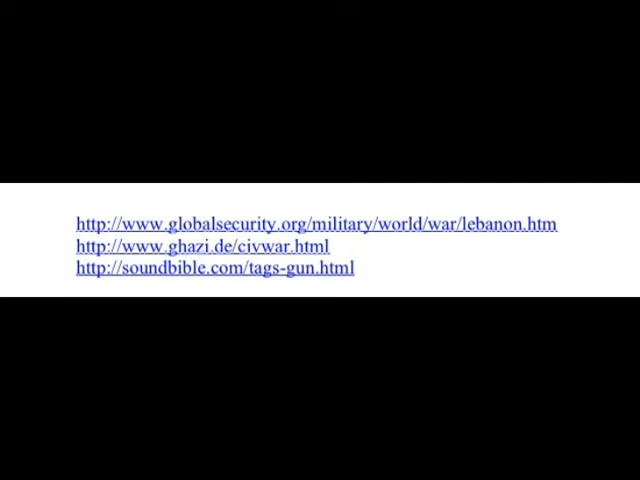 http://www.globalsecurity.org/military/world/war/lebanon.htm
http://www.ghazi.de/civwar.html
http://soundbible.com/tags-gun.html